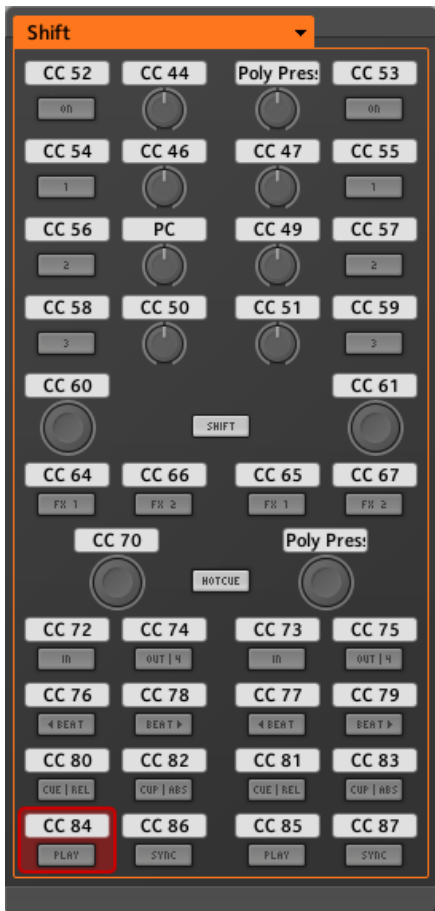 Shift
CC 52 CC 44 Poly Press CC 53
ON ON
CC 54 CC 46 CC 47 CC 55
1 1
CC 56 PC CC 49 CC 57
2 2
CC 58 CC 50 CC 51 CC 59
3 3
CC 60 CC 61
SHIFT
CC 64 CC 66 CC 65 CC 67
FX 1 FX 2 FX 1 FX 2
CC 70 Poly Pres
HOTCUE
CC 72 CC 74 CC 73 CC 75
IN OUT | 4 IN OUT | 4
CC 76 CC 78 CC 77 CC 79
◀ BEAT BEAT ▶ ◀ BEAT BEAT ▶
CC 80 CC 82 CC 81 CC 83
CUE | REL CUP | ABS CUE | REL CUP | ABS
CC 84 CC 86 CC 85 CC 87
PLAY SYNC PLAY SYNC